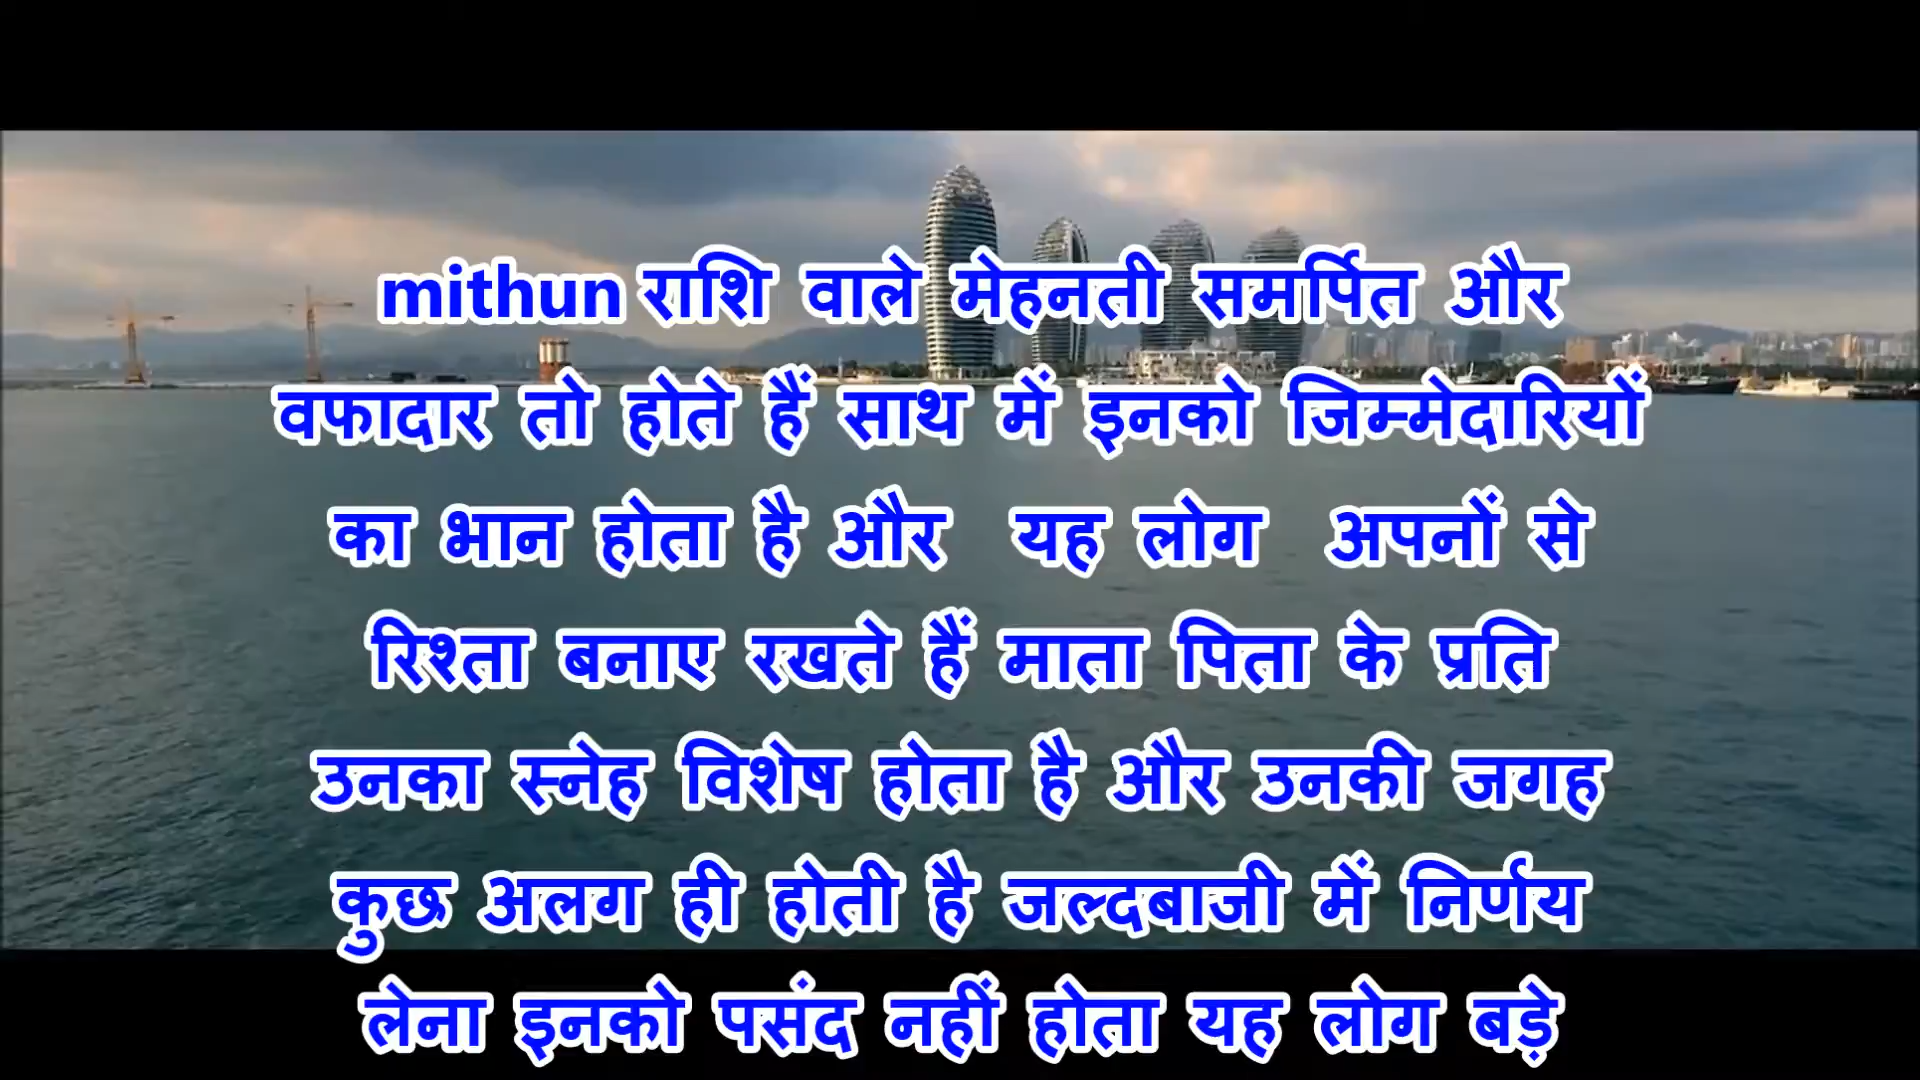 mithun राशि वाले मेहनती समर्पित और
वफादार तो होते हैं साथ में इनको जिम्मेदारियों
का भान होता है और यह लोग अपनों से
रिश्ता बनाए रखते हैं माता पिता के प्रति
उनका स्नेह विशेष होता है और उनकी जगह
कुछ अलग ही होती है जल्दबाजी में निर्णय
लेना इनको पसंद नहीं होता यह लोग बड़े